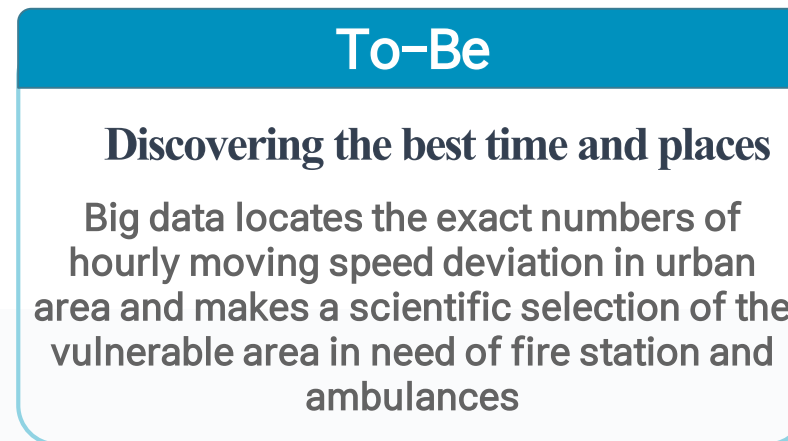 To-Be
Discovering the best time and places
Big data locates the exact numbers of
hourly moving speed deviation in urban
area and makes a scientific selection of the
vulnerable area in need of fire station and
ambulances